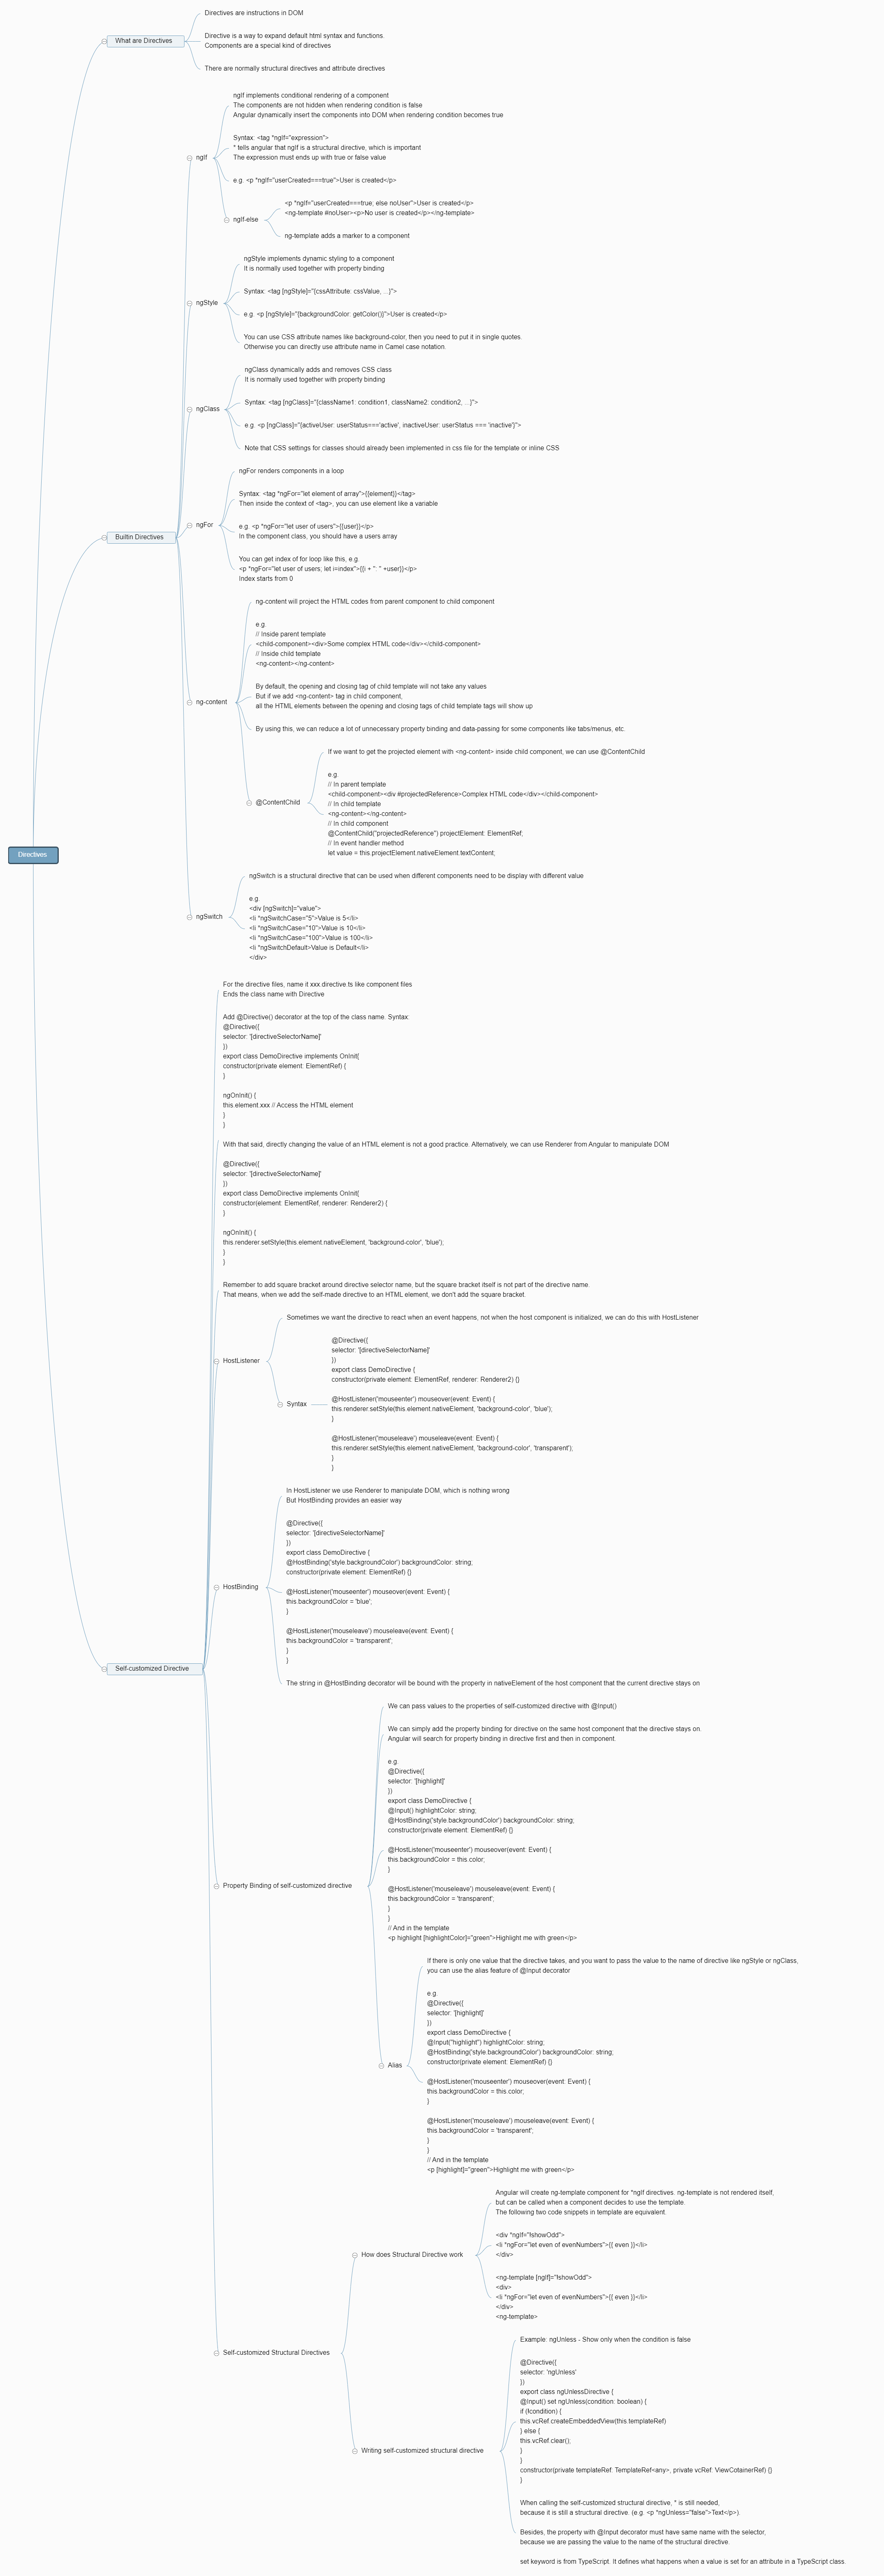 Directives
What are Directives
Directives are instructions in DOM
Directive is a way to expand default html syntax and functions.
Components are a special kind of directives
There are normally structural directives and attribute directives
Builtin Directives
ngIf
ngIf implements conditional rendering of a component
The components are not hidden when rendering condition is false
Angular dynamically insert the components into DOM when rendering condition becomes true
Syntax: <tag *ngIf="expression">
* tells angular that ngIf is a structural directive, which is important
The expression must ends up with true or false value
e.g. <p *ngIf="userCreated===true">User is created</p>
ngIf-else
<p *ngIf="userCreated===true; else noUser">User is created</p>
<ng-template #noUser><p>No user is created</p></ng-template>
ng-template adds a marker to a component
ngStyle
ngStyle implements dynamic styling to a component
It is normally used together with property binding
Syntax: <tag [ngStyle]="{cssAttribute: cssValue, ...}">
e.g. <p [ngStyle]="{backgroundColor: getColor()}">User is created</p>
You can use CSS attribute names like background-color, then you need to put it in single quotes.
Otherwise you can directly use attribute name in Camel case notation.
ngClass
ngClass dynamically adds and removes CSS class
It is normally used together with property binding
Syntax: <tag [ngClass]="{className1: condition1, className2: condition2, ...}">
e.g. <p [ngClass]="{activeUser: userStatus==='active', inactiveUser: userStatus === 'inactive'}">
Note that CSS settings for classes should already been implemented in css file for the template or inline CSS
ngFor
ngFor renders components in a loop
Syntax: <tag *ngFor="let element of array">{{element}}</tag>
Then inside the context of <tag>, you can use element like a variable
e.g. <p *ngFor="let user of users">{{user}}</p>
In the component class, you should have a users array
You can get index of for loop like this, e.g.
<p *ngFor="let user of users; let i=index">{{i + ": " +user}}</p>
Index starts from 0
ng-content
ng-content will project the HTML codes from parent component to child component
e.g.
// Inside parent template
<child-component><div>Some complex HTML code</div></child-component>
// Inside child template
<ng-content></ng-content>
By default, the opening and closing tag of child template will not take any values
But if we add <ng-content> tag in child component,
all the HTML elements between the opening and closing tags of child template tags will show up
By using this, we can reduce a lot of unnecessary property binding and data-passing for some components like tabs/menus, etc.
@ContentChild
If we want to get the projected element with <ng-content> inside child component, we can use @ContentChild
e.g.
// In parent template
<child-component><div #projectedReference>Complex HTML code</div></child-component>
// In child template
<ng-content></ng-content>
// In child component
@ContentChild("projectedReference") projectElement: ElementRef;
// In event handler method
let value = this.projectElement.nativeElement.textContent;
ngSwitch
ngSwitch is a structural directive that can be used when different components need to be display with different value
e.g.
<div [ngSwitch]="value">
<li *ngSwitchCase="5">Value is 5</li>
<li *ngSwitchCase="10">Value is 10</li>
<li *ngSwitchCase="100">Value is 100</li>
<li *ngSwitchDefault>Value is Default</li>
</div>
Self-customized Directive
For the directive files, name it xxx.directive.ts like component files
Ends the class name with Directive
Add @Directive() decorator at the top of the class name. Syntax:
@Directive({
selector: '[directiveSelectorName]'
})
export class DemoDirective implements OnInit{
constructor(private element: ElementRef) {
}
ngOnInit() {
this.element.xxx // Access the HTML element
}
}
With that said, directly changing the value of an HTML element is not a good practice. Alternatively, we can use Renderer from Angular to manipulate DOM
@Directive({
selector: '[directiveSelectorName]'
})
export class DemoDirective implements OnInit{
constructor(element: ElementRef, renderer: Renderer2) {
}
ngOnInit() {
this.renderer.setStyle(this.element.nativeElement, 'background-color', 'blue');
}
}
Remember to add square bracket around directive selector name, but the square bracket itself is not part of the directive name.
That means, when we add the self-made directive to an HTML element, we don't add the square bracket.
HostListener
Sometimes we want the directive to react when an event happens, not when the host component is initialized, we can do this with HostListener
Syntax
@Directive({
selector: '[directiveSelectorName]'
})
export class DemoDirective {
constructor(private element: ElementRef, renderer: Renderer2) {}
@HostListener('mouseenter') mouseover(event: Event) {
this.renderer.setStyle(this.element.nativeElement, 'background-color', 'blue');
}
@HostListener('mouseleave') mouseleave(event: Event) {
this.renderer.setStyle(this.element.nativeElement, 'background-color', 'transparent');
}
}
HostBinding
In HostListener we use Renderer to manipulate DOM, which is nothing wrong
But HostBinding provides an easier way
@Directive({
selector: '[directiveSelectorName]'
})
export class DemoDirective {
@HostBinding('style.backgroundColor') backgroundColor: string;
constructor(private element: ElementRef) {}
@HostListener('mouseenter') mouseover(event: Event) {
this.backgroundColor = 'blue';
}
@HostListener('mouseleave') mouseleave(event: Event) {
this.backgroundColor = 'transparent';
}
}
The string in @HostBinding decorator will be bound with the property in nativeElement of the host component that the current directive stays on
Property Binding of self-customized directive
We can pass values to the properties of self-customized directive with @Input()
We can simply add the property binding for directive on the same host component that the directive stays on.
Angular will search for property binding in directive first and then in component.
e.g.
@Directive({
selector: '[highlight]'
})
export class DemoDirective {
@Input() highlightColor: string;
@HostBinding('style.backgroundColor') backgroundColor: string;
constructor(private element: ElementRef) {}
@HostListener('mouseenter') mouseover(event: Event) {
this.backgroundColor = this.color;
}
@HostListener('mouseleave') mouseleave(event: Event) {
this.backgroundColor = 'transparent';
}
}
// And in the template
<p highlight [highlightColor]="green">Highlight me with green</p>
Alias
If there is only one value that the directive takes, and you want to pass the value to the name of directive like ngStyle or ngClass,
you can use the alias feature of @Input decorator
e.g.
@Directive({
selector: '[highlight]'
})
export class DemoDirective {
@Input("highlight") highlightColor: string;
@HostBinding('style.backgroundColor') backgroundColor: string;
constructor(private element: ElementRef) {}
@HostListener('mouseenter') mouseover(event: Event) {
this.backgroundColor = this.color;
}
@HostListener('mouseleave') mouseleave(event: Event) {
this.backgroundColor = 'transparent';
}
}
// And in the template
<p [highlight]="green">Highlight me with green</p>
Self-customized Structural Directives
How does Structural Directive work
Angular will create ng-template component for *ngIf directives. ng-template is not rendered itself,
but can be called when a component decides to use the template.
The following two code snippets in template are equivalent.
<div *ngIf="!showOdd">
<li *ngFor="let even of evenNumbers">{{ even }}</li>
</div>
<ng-template [ngIf]="!showOdd">
<div>
<li *ngFor="let even of evenNumbers">{{ even }}</li>
</div>
<ng-template>
Writing self-customized structural directive
Example: ngUnless - Show only when the condition is false
@Directive({
selector: 'ngUnless'
})
export class ngUnlessDirective {
@Input() set ngUnless(condition: boolean) {
if (!condition) {
this.vcRef.createEmbeddedView(this.templateRef)
} else {
this.vcRef.clear();
}
}
constructor(private templateRef: TemplateRef<any>, private vcRef: ViewCotainerRef) {}
}
When calling the self-customized structural directive, * is still needed,
because it is still a structural directive. (e.g. <p *ngUnless="false">Text</p>).
Besides, the property with @Input decorator must have same name with the selector,
because we are passing the value to the name of the structural directive.
set keyword is from TypeScript. It defines what happens when a value is set for an attribute in a TypeScript class.